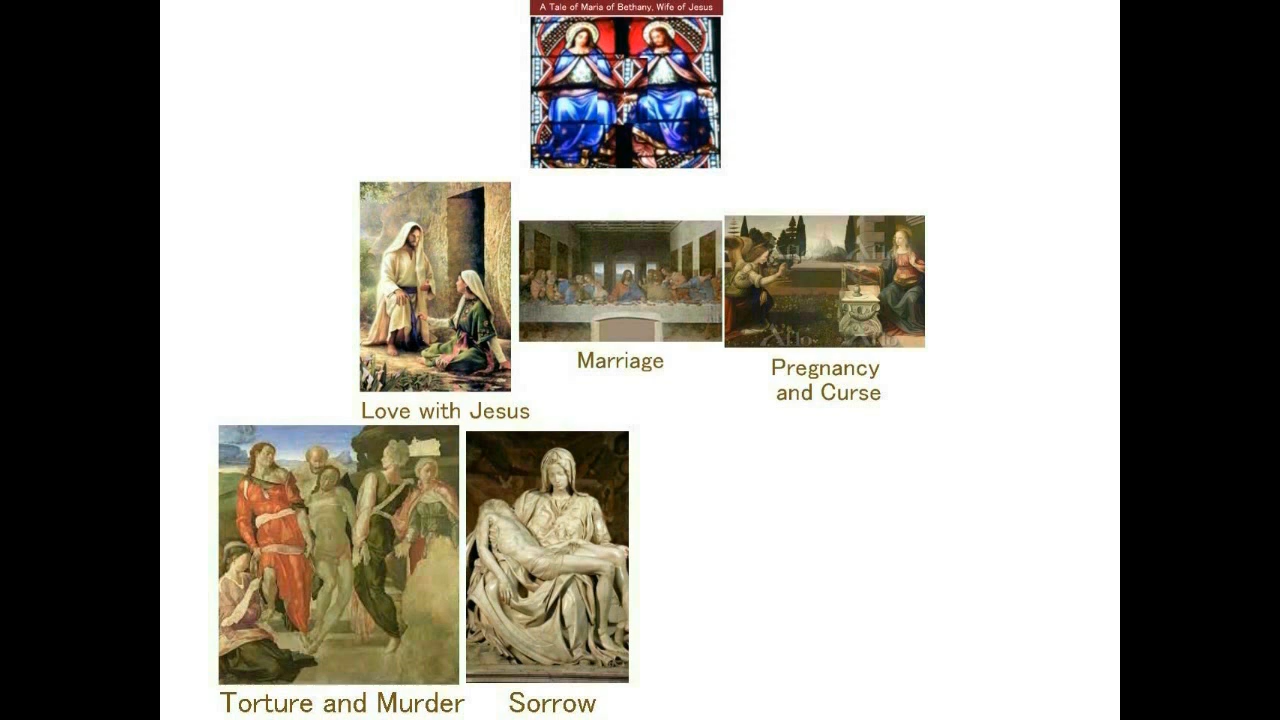 A Tale of Maria of Bethany, Wife of Jesus
Marriage
Pregnancy
and Curse
Love with Jesus
Torture and Murder
Sorrow